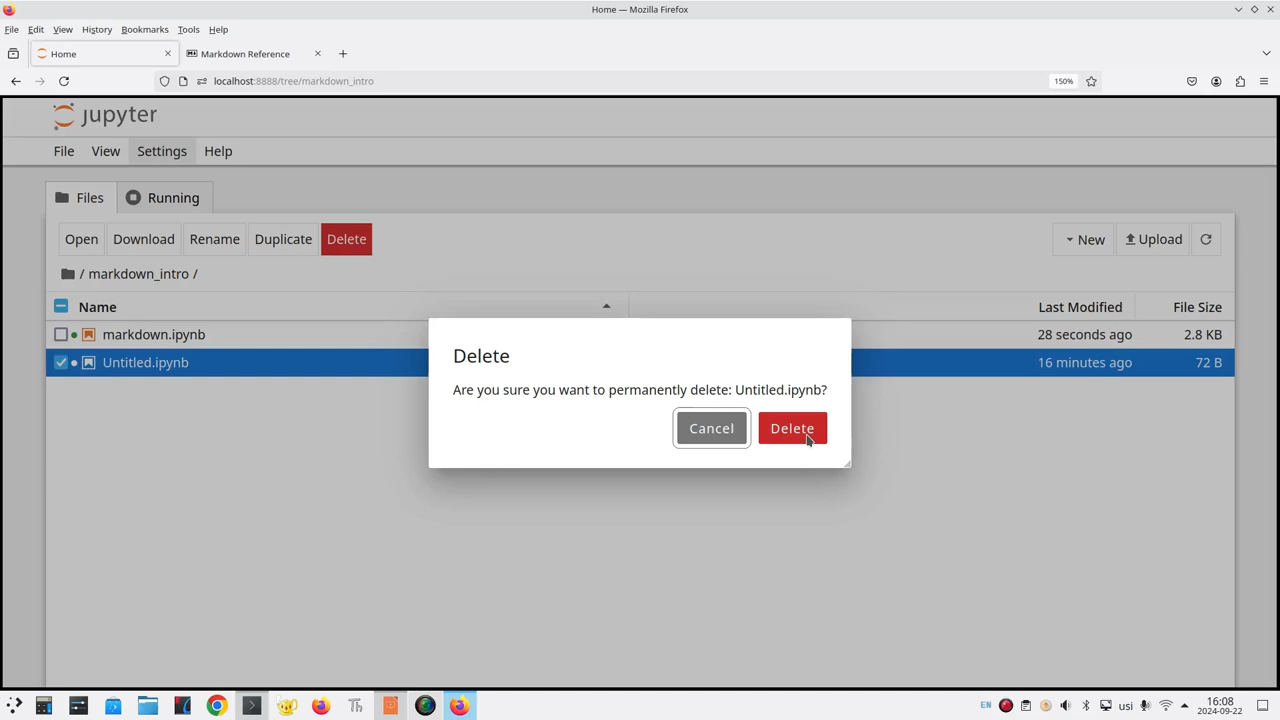 Home — Mozilla Firefox
File Edit View History Bookmarks Tools Help
Home Markdown Reference
localhost:8888/tree/markdown_intro 150%
jupyter
File View Settings Help
Files Running
Open Download Rename Duplicate Delete New Upload
/ markdown_intro /
Name Last Modified File Size
markdown.ipynb 28 seconds ago 2.8 KB
Untitled.ipynb 16 minutes ago 72 B
Delete
Are you sure you want to permanently delete: Untitled.ipynb?
Cancel Delete
Th EN usi 16:08
2024-09-22